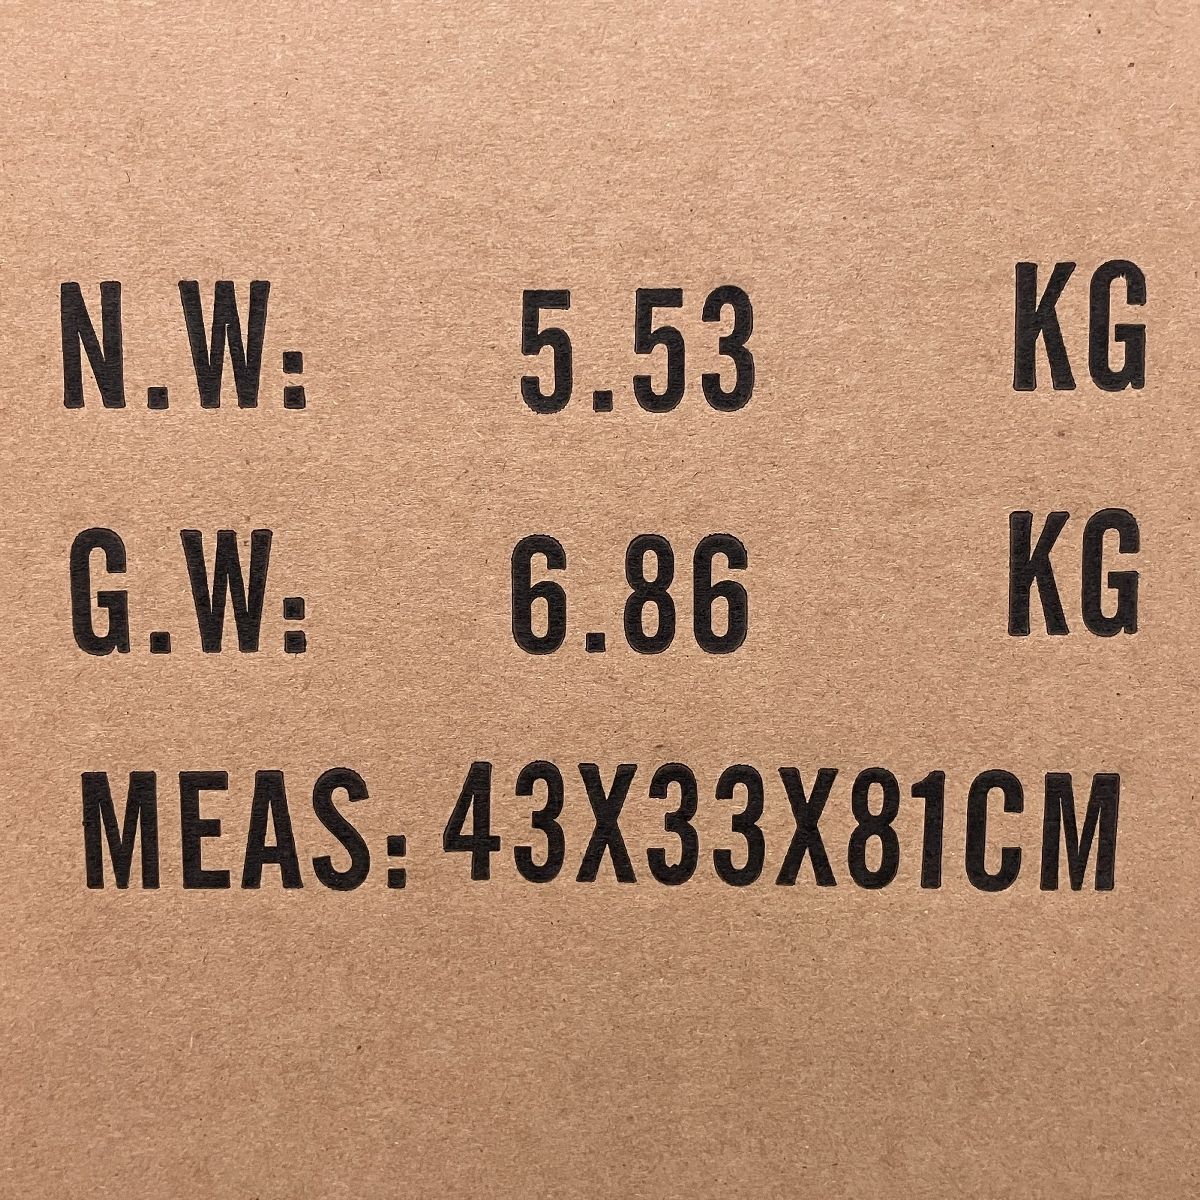 N.W: 5.53 KG
G.W: 6.86 KG
MEAS: 43X33X81CM